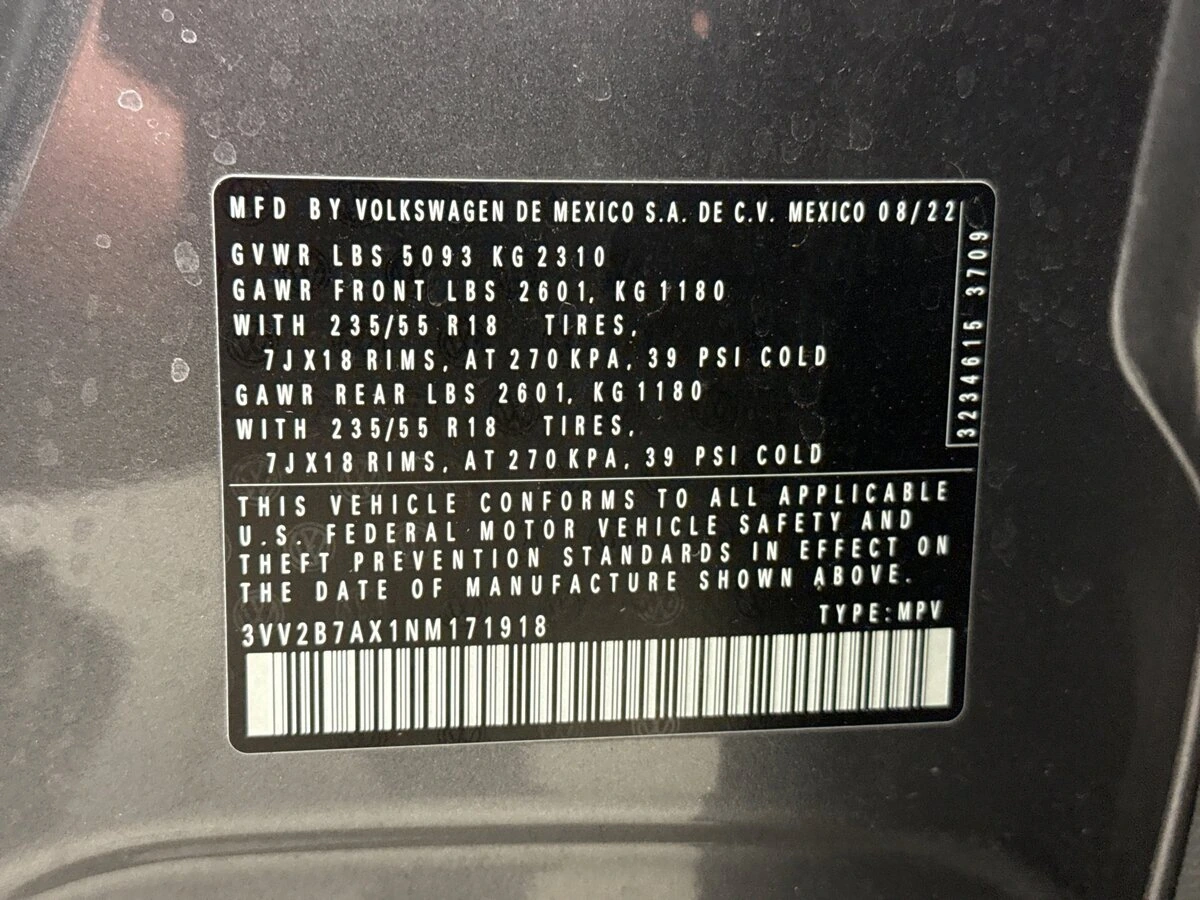 MFD BY VOLKSWAGEN DE MEXICO S.A. DE C.V. MEXICO 08/22
GVWR LBS 5093 KG 2310
GAWR FRONT LBS 2601, KG 1180
WITH 235/55 R18 TIRES,
7JX18 RIMS, AT 270 KPA, 39 PSI COLD
GAWR REAR LBS 2601, KG 1180
WITH 235/55 R18 TIRES,
7JX18 RIMS, AT 270 KPA, 39 PSI COLD
3234615 3709
THIS VEHICLE CONFORMS TO ALL APPLICABLE
U.S. FEDERAL MOTOR VEHICLE SAFETY AND
THEFT PREVENTION STANDARDS IN EFFECT ON
THE DATE OF MANUFACTURE SHOWN ABOVE.
TYPE: MPV
3VV2B7AX1NM171918